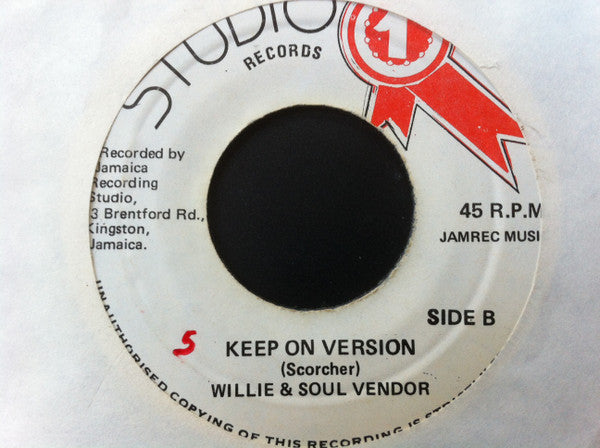 STUDIO 1
RECORDS
Recorded by
Jamaica
Recording
Studio,
3 Brentford Rd.,
Kingston,
Jamaica.
45 R.P.M
JAMREC MUSI
SIDE B
5
KEEP ON VERSION
(Scorcher)
WILLIE & SOUL VENDOR
UNAUTHORISED COPYING OF THIS RECORDING IS